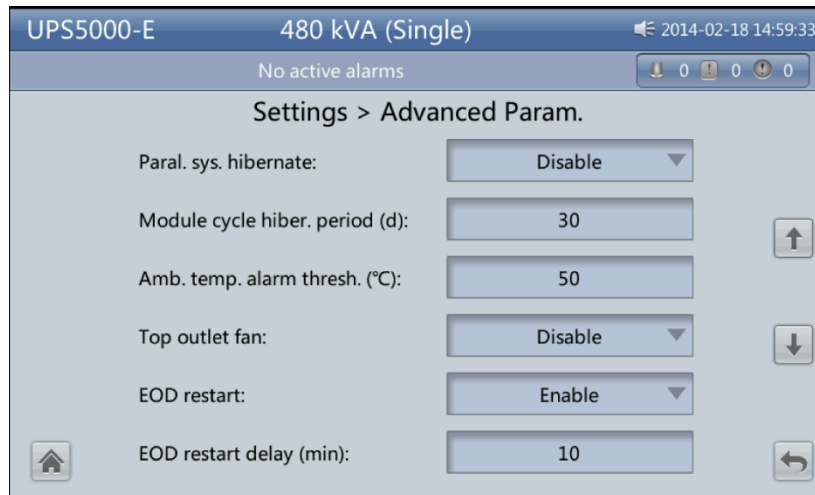 UPS5000-E 480 kVA (Single) 2014-02-18 14:59:33
No active alarms 0 0 0
Settings > Advanced Param.
Paral. sys. hibernate: Disable
Module cycle hiber. period (d): 30
Amb. temp. alarm thresh. (℃): 50
Top outlet fan: Disable
EOD restart: Enable
EOD restart delay (min): 10